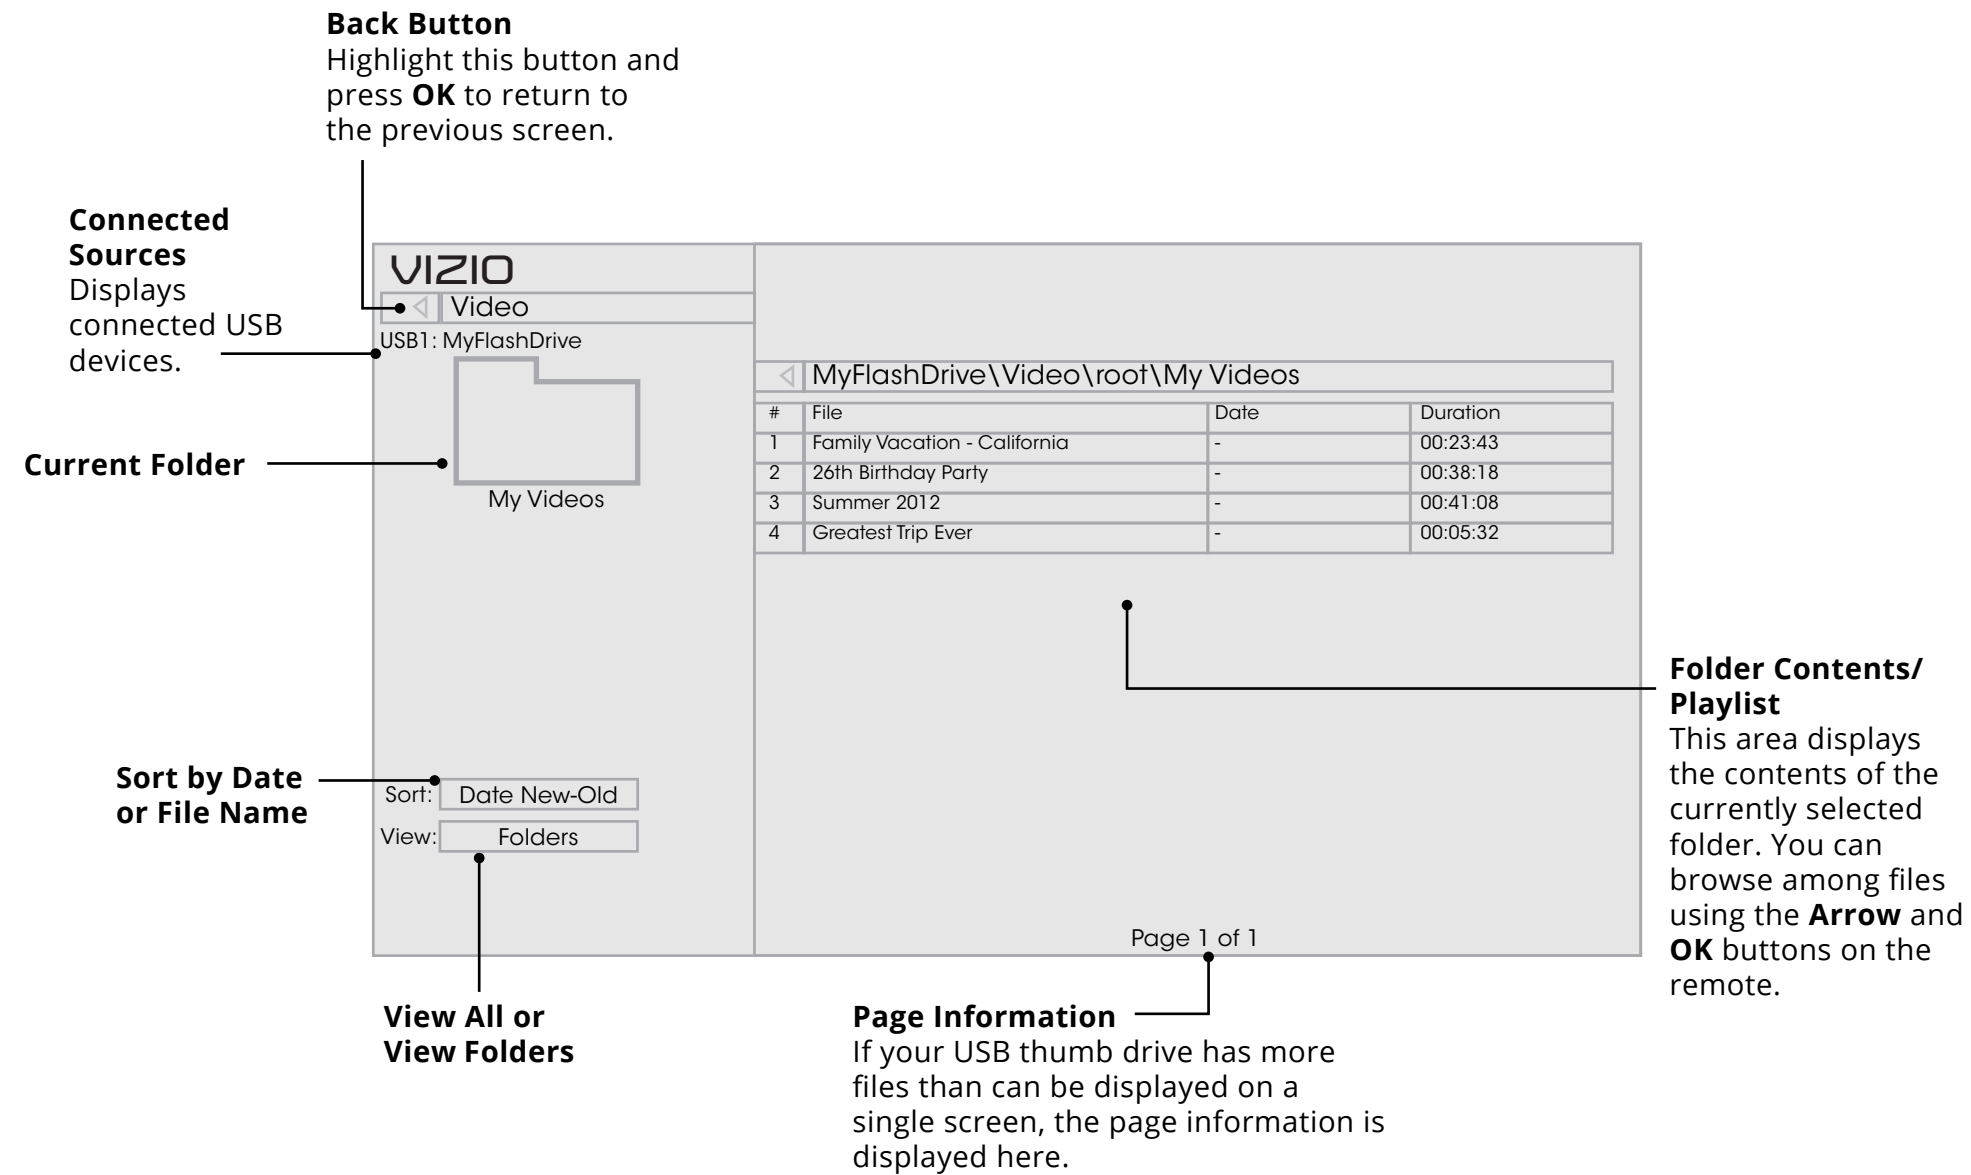 Back Button
Highlight this button and
press OK to return to
the previous screen.
Connected
Sources
Displays
connected USB
devices.
VIZIO
Video
USB1: MyFlashDrive
My Videos
Current Folder
MyFlashDrive\Video\root\My Videos
# File Date Duration
1 Family Vacation - California - 00:23:43
2 26th Birthday Party - 00:38:18
3 Summer 2012 - 00:41:08
4 Greatest Trip Ever - 00:05:32
Folder Contents/
Playlist
This area displays
the contents of the
currently selected
folder. You can
browse among files
using the Arrow and
OK buttons on the
remote.
Sort by Date
or File Name
Sort: Date New-Old
View: Folders
Page 1 of 1
View All or
View Folders
Page Information
If your USB thumb drive has more
files than can be displayed on a
single screen, the page information is
displayed here.